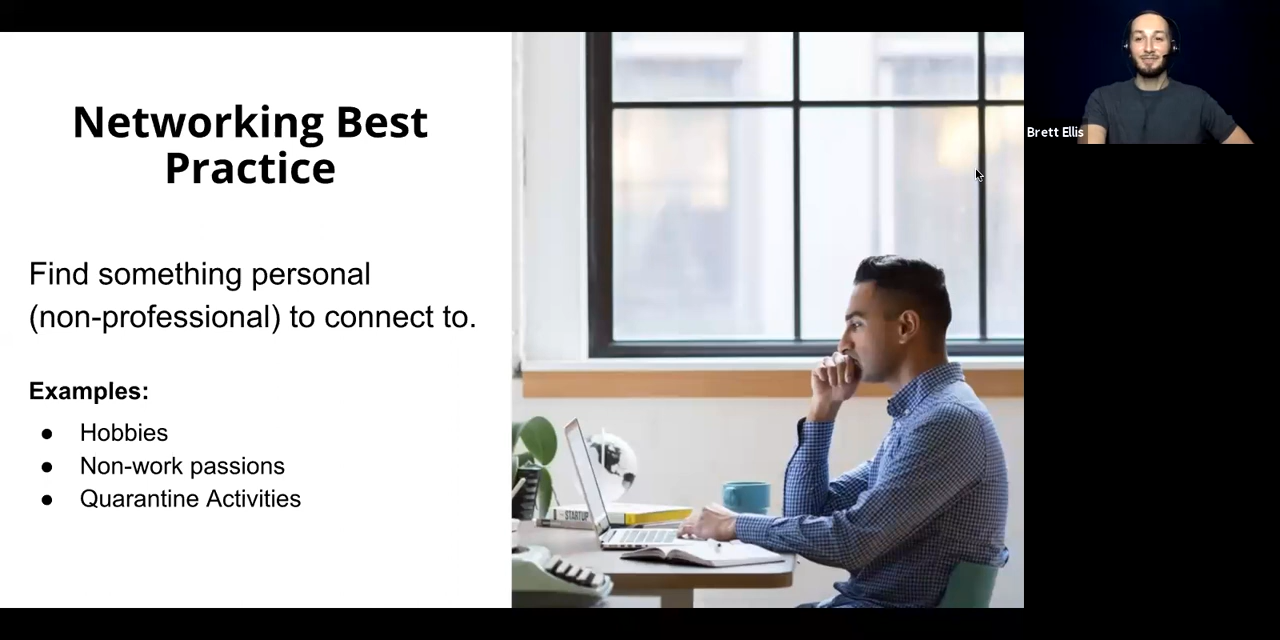 Networking Best
Practice
Find something personal
(non-professional) to connect to.
Examples:
● Hobbies
● Non-work passions
● Quarantine Activities
STARTUP
Brett Ellis